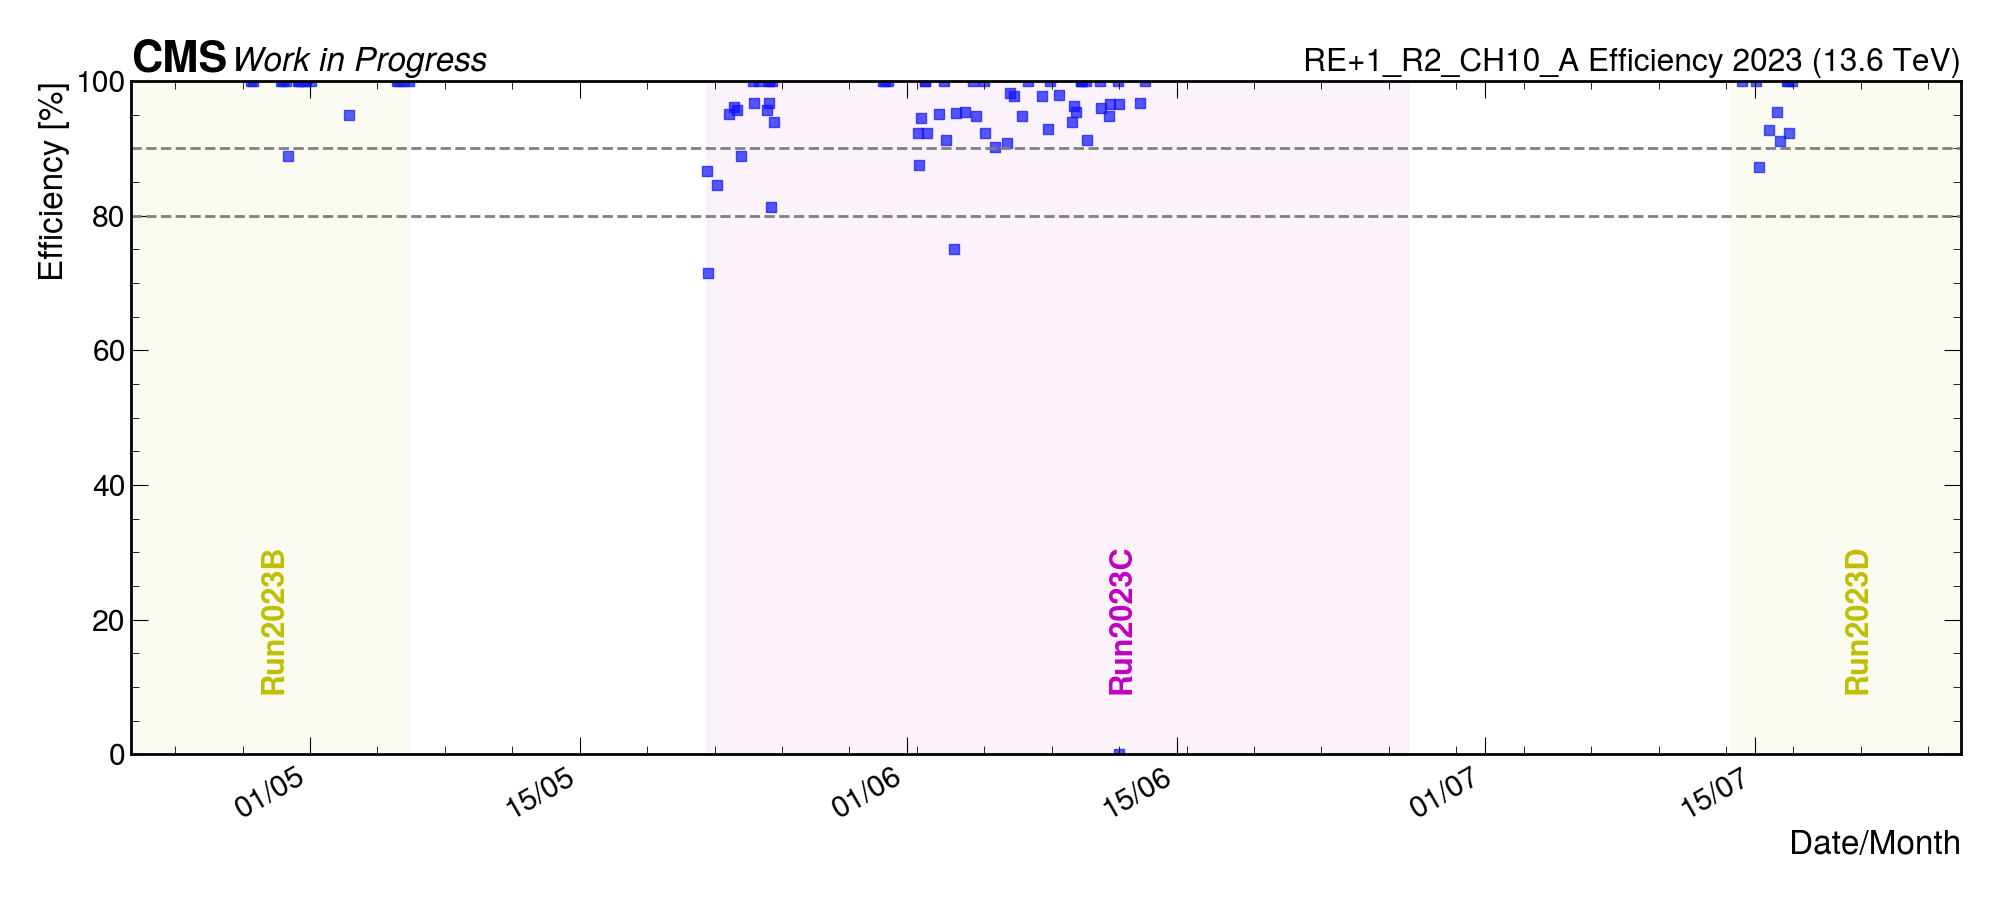 CMS Work in Progress
RE+1_R2_CH10_A Efficiency 2023 (13.6 TeV)
Efficiency [%]
100
80
60
40
20
0
Run2023B
Run2023C
Run2023D
01/05
15/05
01/06
15/06
01/07
15/07
Date/Month